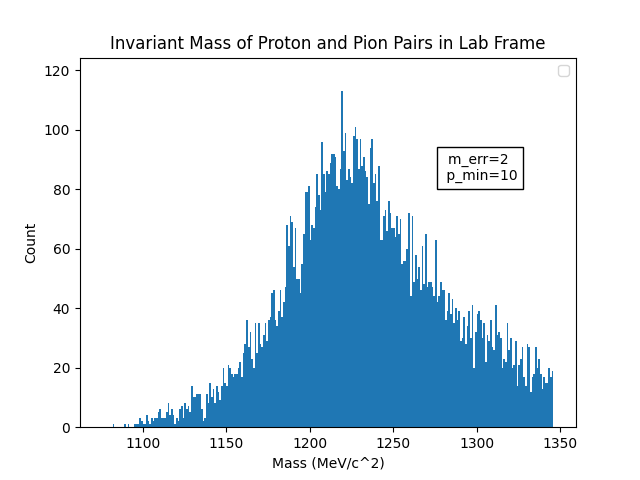 Invariant Mass of Proton and Pion Pairs in Lab Frame
120
100
80
60
40
20
0
Count
m_err=2
p_min=10
1100
1150
1200
1250
1300
1350
Mass (MeV/c^2)